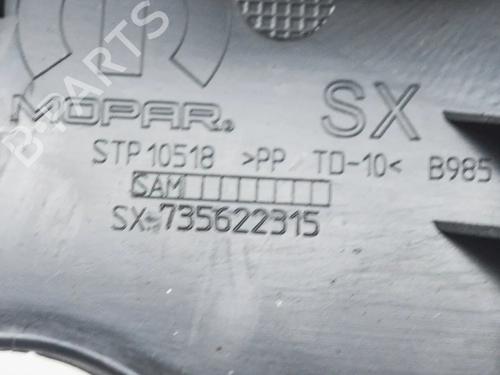 B-PARTS
MOPAR®
SX
STP 10518 >PP TD-10< B985
SAM
SX-735622315